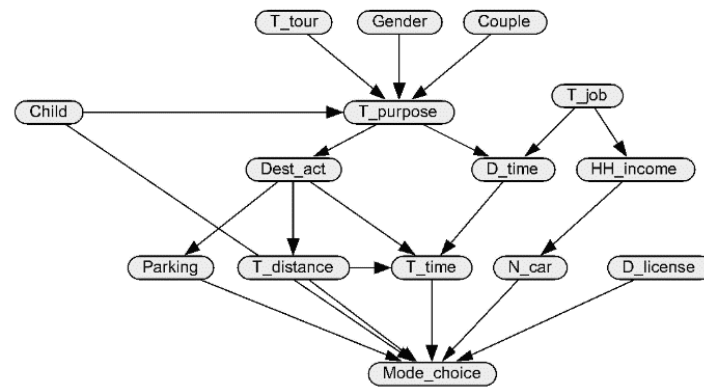 T_tour Gender Couple
T_job
Child T_purpose
Dest_act D_time HH_income
Parking T_distance T_time N_car D_license
Mode_choice